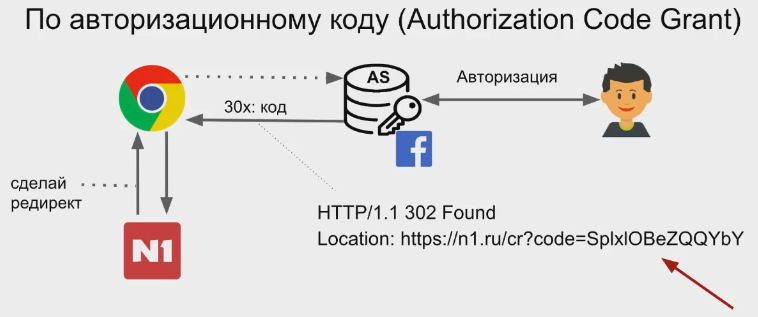 По авторизационному коду (Authorization Code Grant)
AS
Авторизация
30x: код
сделай
редирект
HTTP/1.1 302 Found
Location: https://n1.ru/cr?code=SplxlOBeZQQYbY
N1